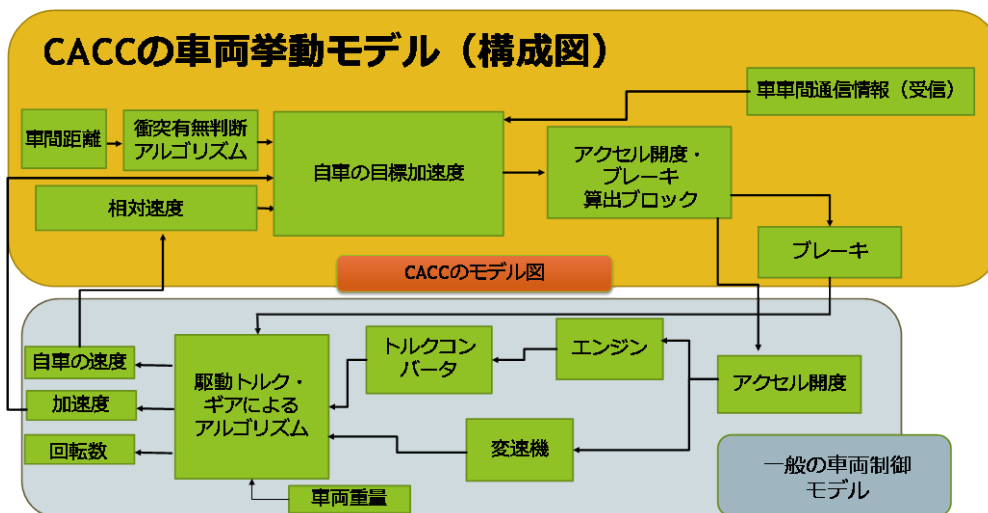 CACCの車両挙動モデル（構成図）
車車間通信情報（受信）
車間距離
衝突有無判断
アルゴリズム
自車の目標加速度
アクセル開度・
ブレーキ
算出ブロック
相対速度
ブレーキ
CACCのモデル図
自車の速度
加速度
回転数
駆動トルク・
ギアによる
アルゴリズム
トルクコン
バータ
エンジン
アクセル開度
変速機
車両重量
一般の車両制御
モデル